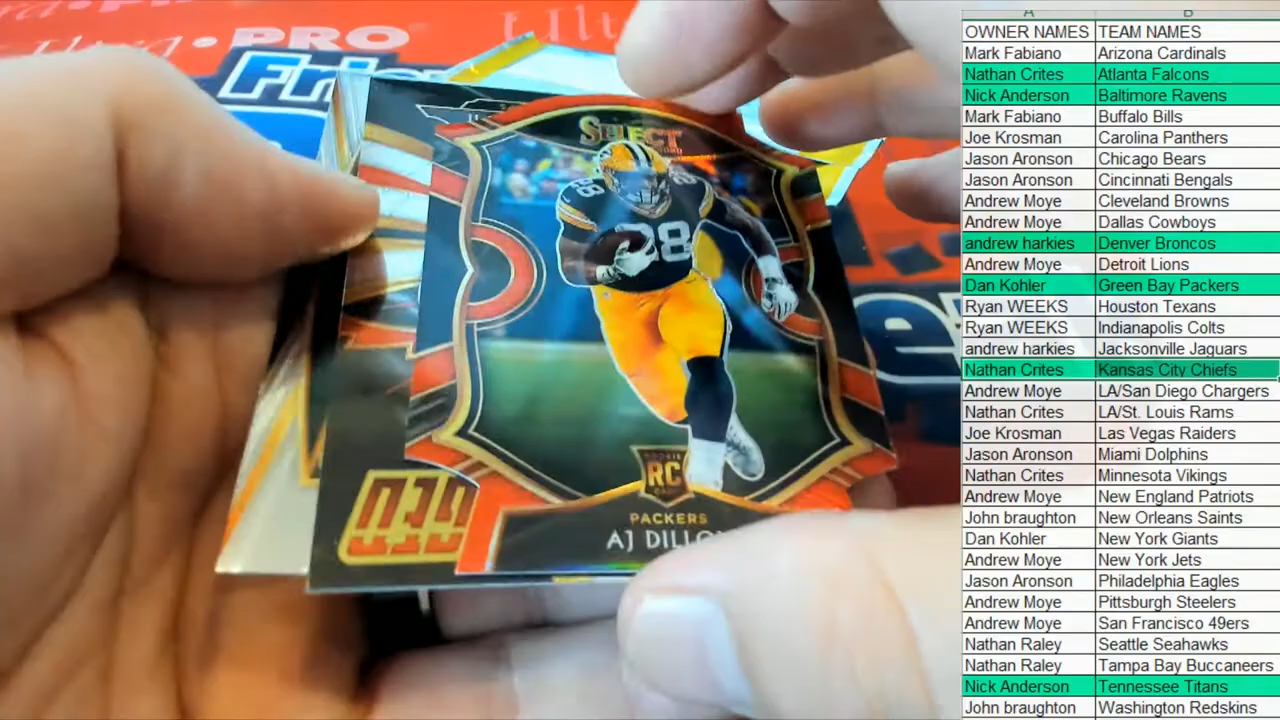 PRO
SELECT
28
38
ROOKIE
RC
CARD
PACKERS
AJ DILLO
A B
OWNER NAMES TEAM NAMES
Mark Fabiano Arizona Cardinals
Nathan Crites Atlanta Falcons
Nick Anderson Baltimore Ravens
Mark Fabiano Buffalo Bills
Joe Krosman Carolina Panthers
Jason Aronson Chicago Bears
Jason Aronson Cincinnati Bengals
Andrew Moye Cleveland Browns
Andrew Moye Dallas Cowboys
andrew harkies Denver Broncos
Andrew Moye Detroit Lions
Dan Kohler Green Bay Packers
Ryan WEEKS Houston Texans
Ryan WEEKS Indianapolis Colts
andrew harkies Jacksonville Jaguars
Nathan Crites Kansas City Chiefs
Andrew Moye LA/San Diego Chargers
Nathan Crites LA/St. Louis Rams
Joe Krosman Las Vegas Raiders
Jason Aronson Miami Dolphins
Nathan Crites Minnesota Vikings
Andrew Moye New England Patriots
John braughton New Orleans Saints
Dan Kohler New York Giants
Andrew Moye New York Jets
Jason Aronson Philadelphia Eagles
Andrew Moye Pittsburgh Steelers
Andrew Moye San Francisco 49ers
Nathan Raley Seattle Seahawks
Nathan Raley Tampa Bay Buccaneers
Nick Anderson Tennessee Titans
John braughton Washington Redskins